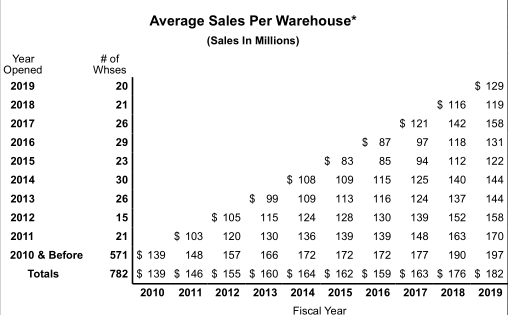 Average Sales Per Warehouse*
(Sales In Millions)
Year Opened # of Whses
2019 20 $ 129
2018 21 $ 116 119
2017 26 $ 121 142 158
2016 29 $ 87 97 118 131
2015 23 $ 83 85 94 112 122
2014 30 $ 108 109 115 125 140 144
2013 26 $ 99 109 113 116 124 137 144
2012 15 $ 105 115 124 128 130 139 152 158
2011 21 $ 103 120 130 136 139 139 148 163 170
2010 & Before 571 $ 139 148 157 166 172 172 172 177 190 197
Totals 782 $ 139 $ 146 $ 155 $ 160 $ 164 $ 162 $ 159 $ 163 $ 176 $ 182
2010 2011 2012 2013 2014 2015 2016 2017 2018 2019
Fiscal Year